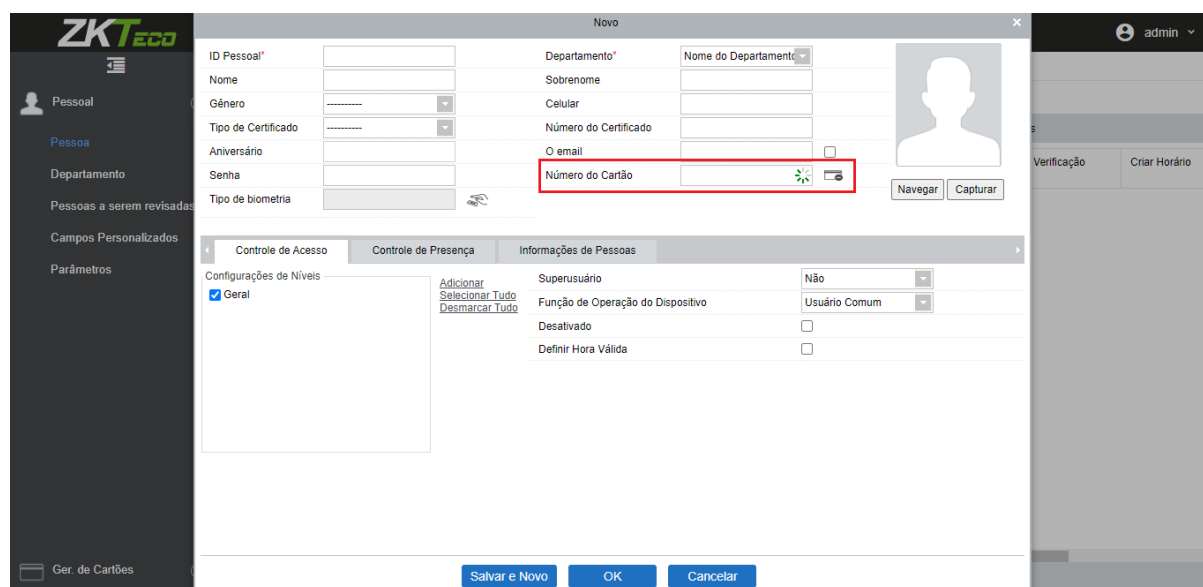 ZKTeco
Novo
admin
Pessoal
Pessoa
Departamento
Pessoas a serem revisadas
Campos Personalizados
Parâmetros
Ger. de Cartões
ID Pessoal*
Departamento* Nome do Departamento
Nome
Sobrenome
Gênero ----------
Celular
Tipo de Certificado ----------
Número do Certificado
Aniversário
O email
Senha
Número do Cartão
Tipo de biometria
Navegar Capturar
Verificação Criar Horário
Controle de Acesso Controle de Presença Informações de Pessoas
Configurações de Níveis
Geral
Adicionar
Selecionar Tudo
Desmarcar Tudo
Superusuário Não
Função de Operação do Dispositivo Usuário Comum
Desativado
Definir Hora Válida
Salvar e Novo OK Cancelar